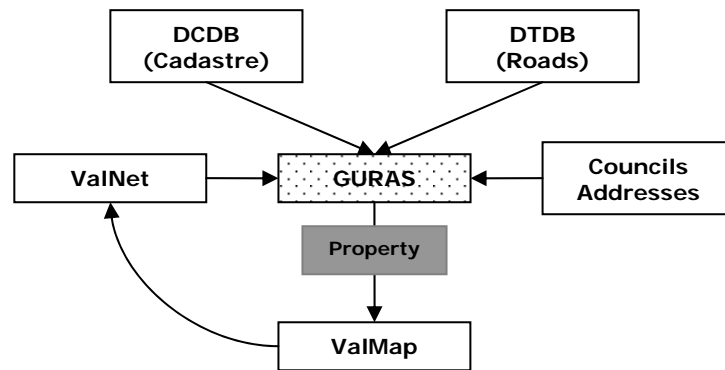 DCDB
(Cadastre)
DTDB
(Roads)
ValNet
GURAS
Councils
Addresses
Property
ValMap